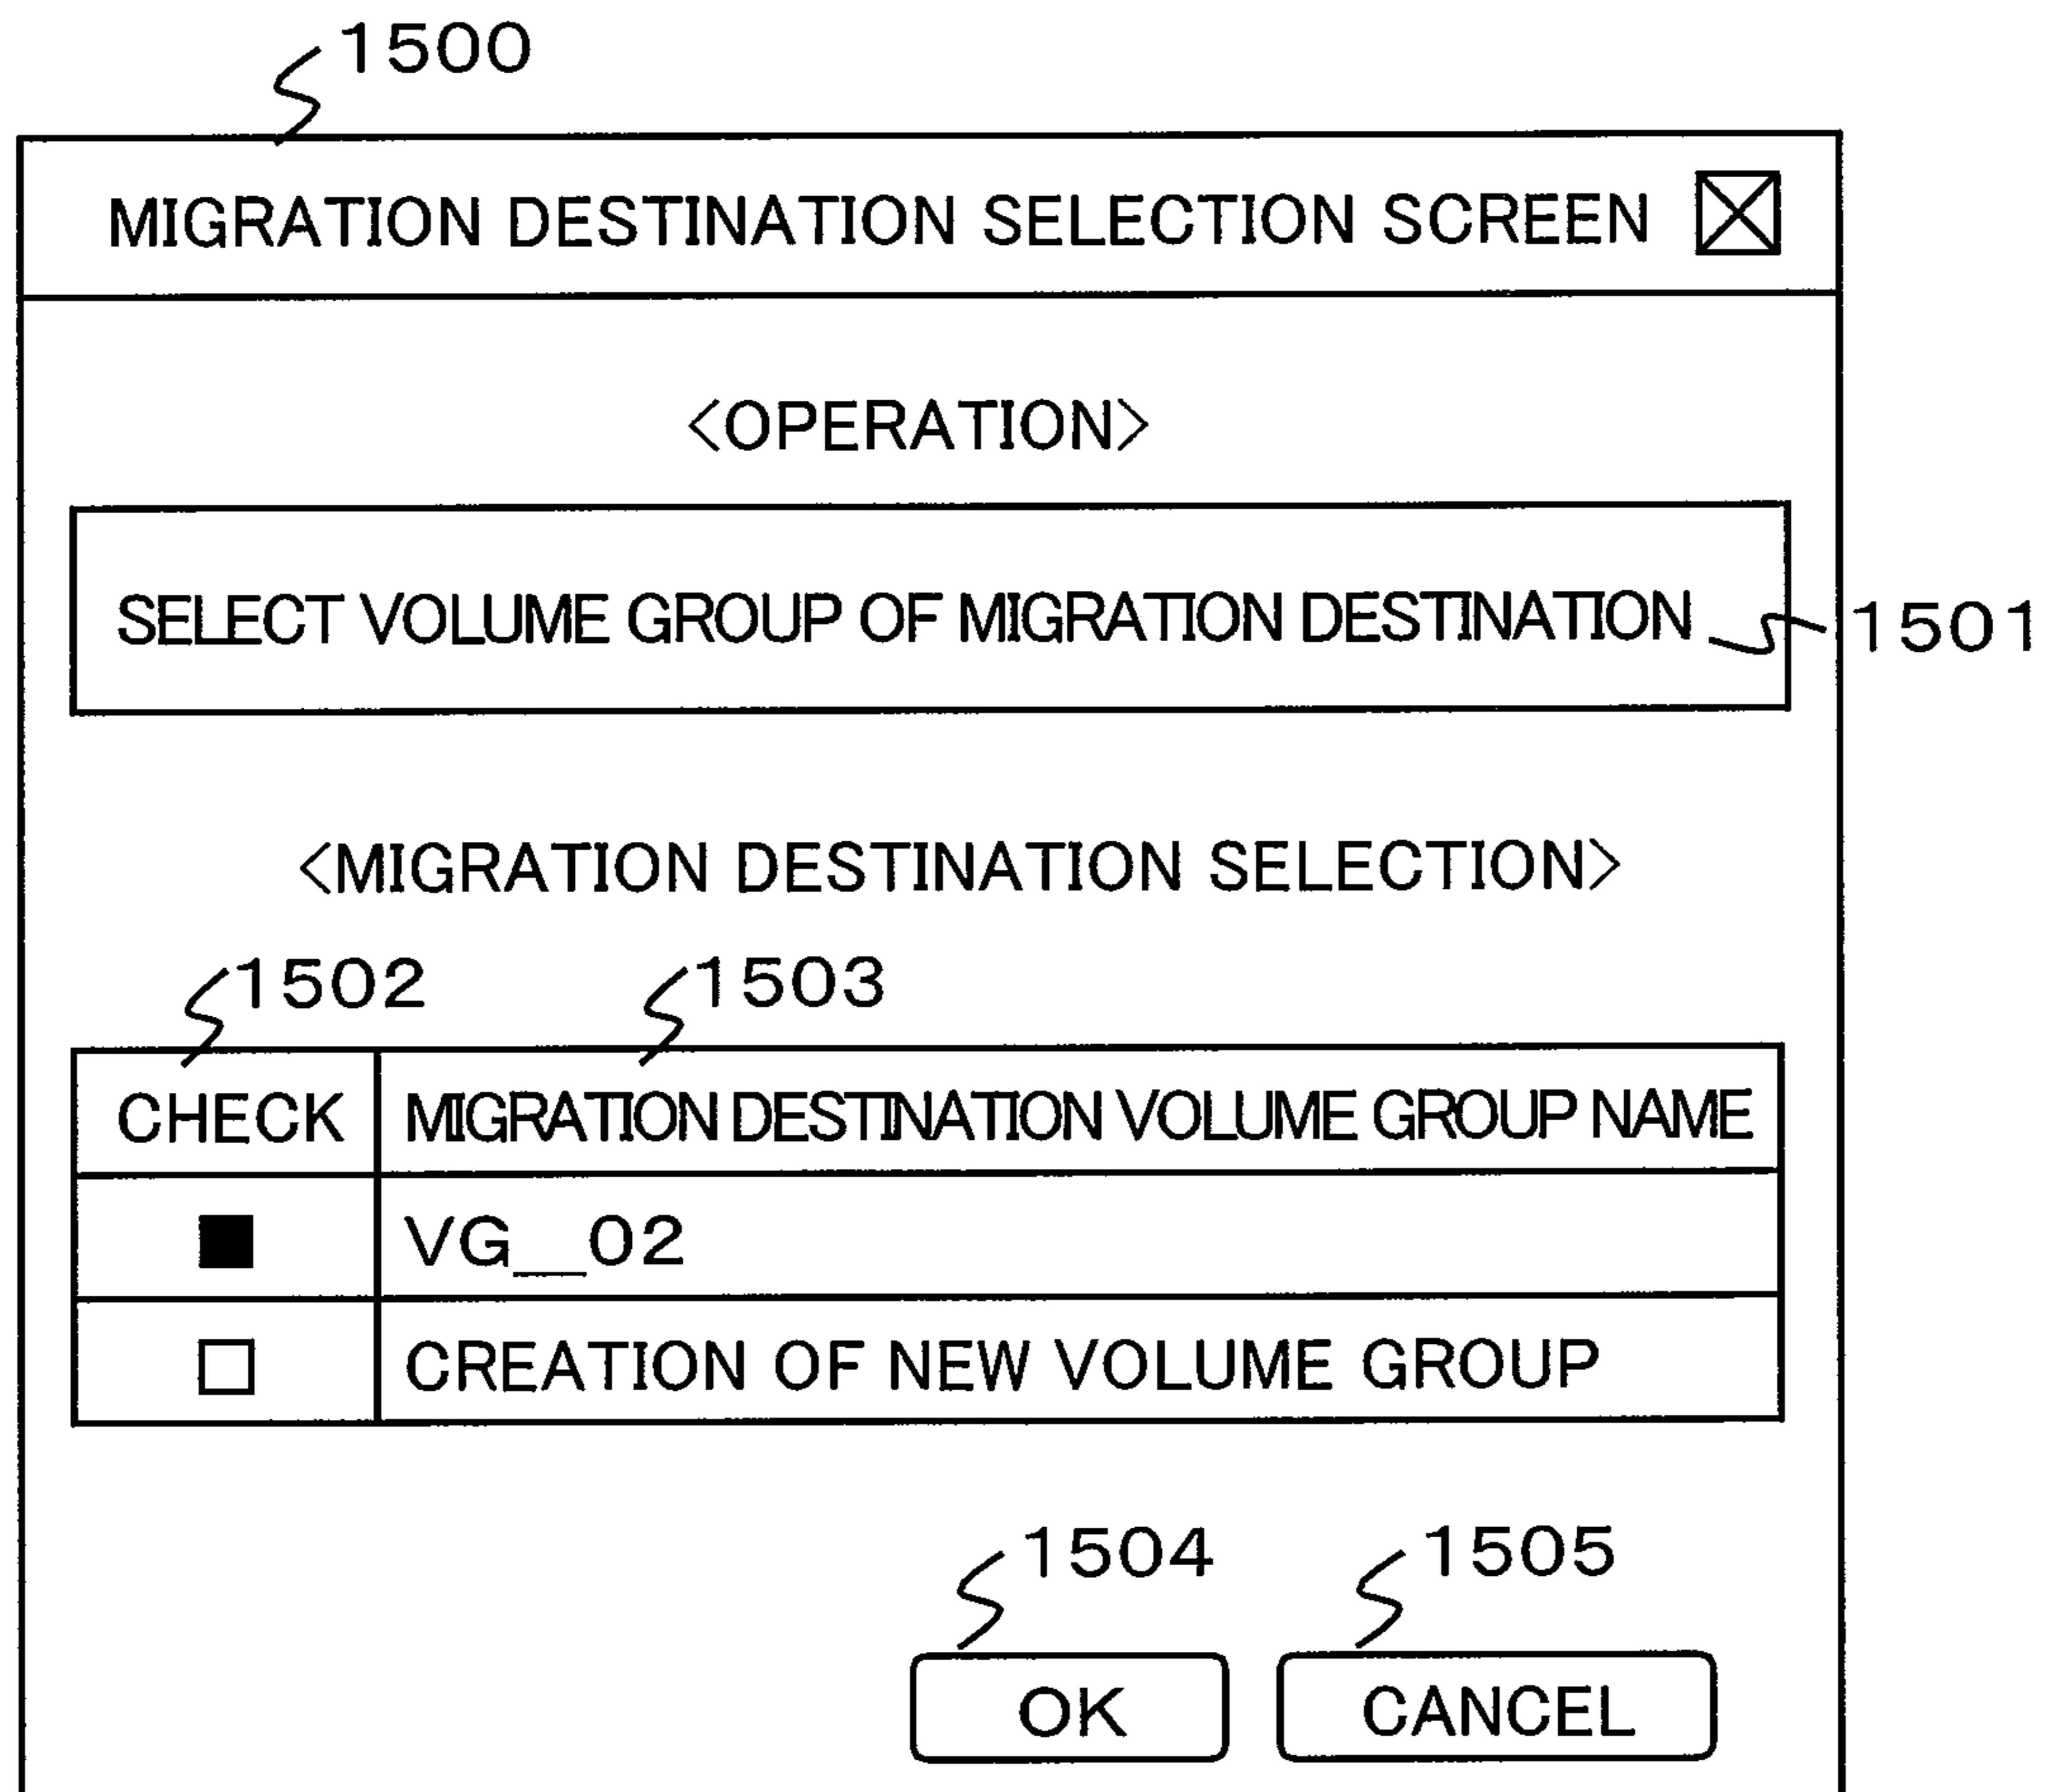 1500
MIGRATION DESTINATION SELECTION SCREEN
<OPERATION>
SELECT VOLUME GROUP OF MIGRATION DESTINATION
1501
<MIGRATION DESTINATION SELECTION>
1502 1503
CHECK MIGRATION DESTINATION VOLUME GROUP NAME
VG__02
CREATION OF NEW VOLUME GROUP
1504 1505
OK CANCEL